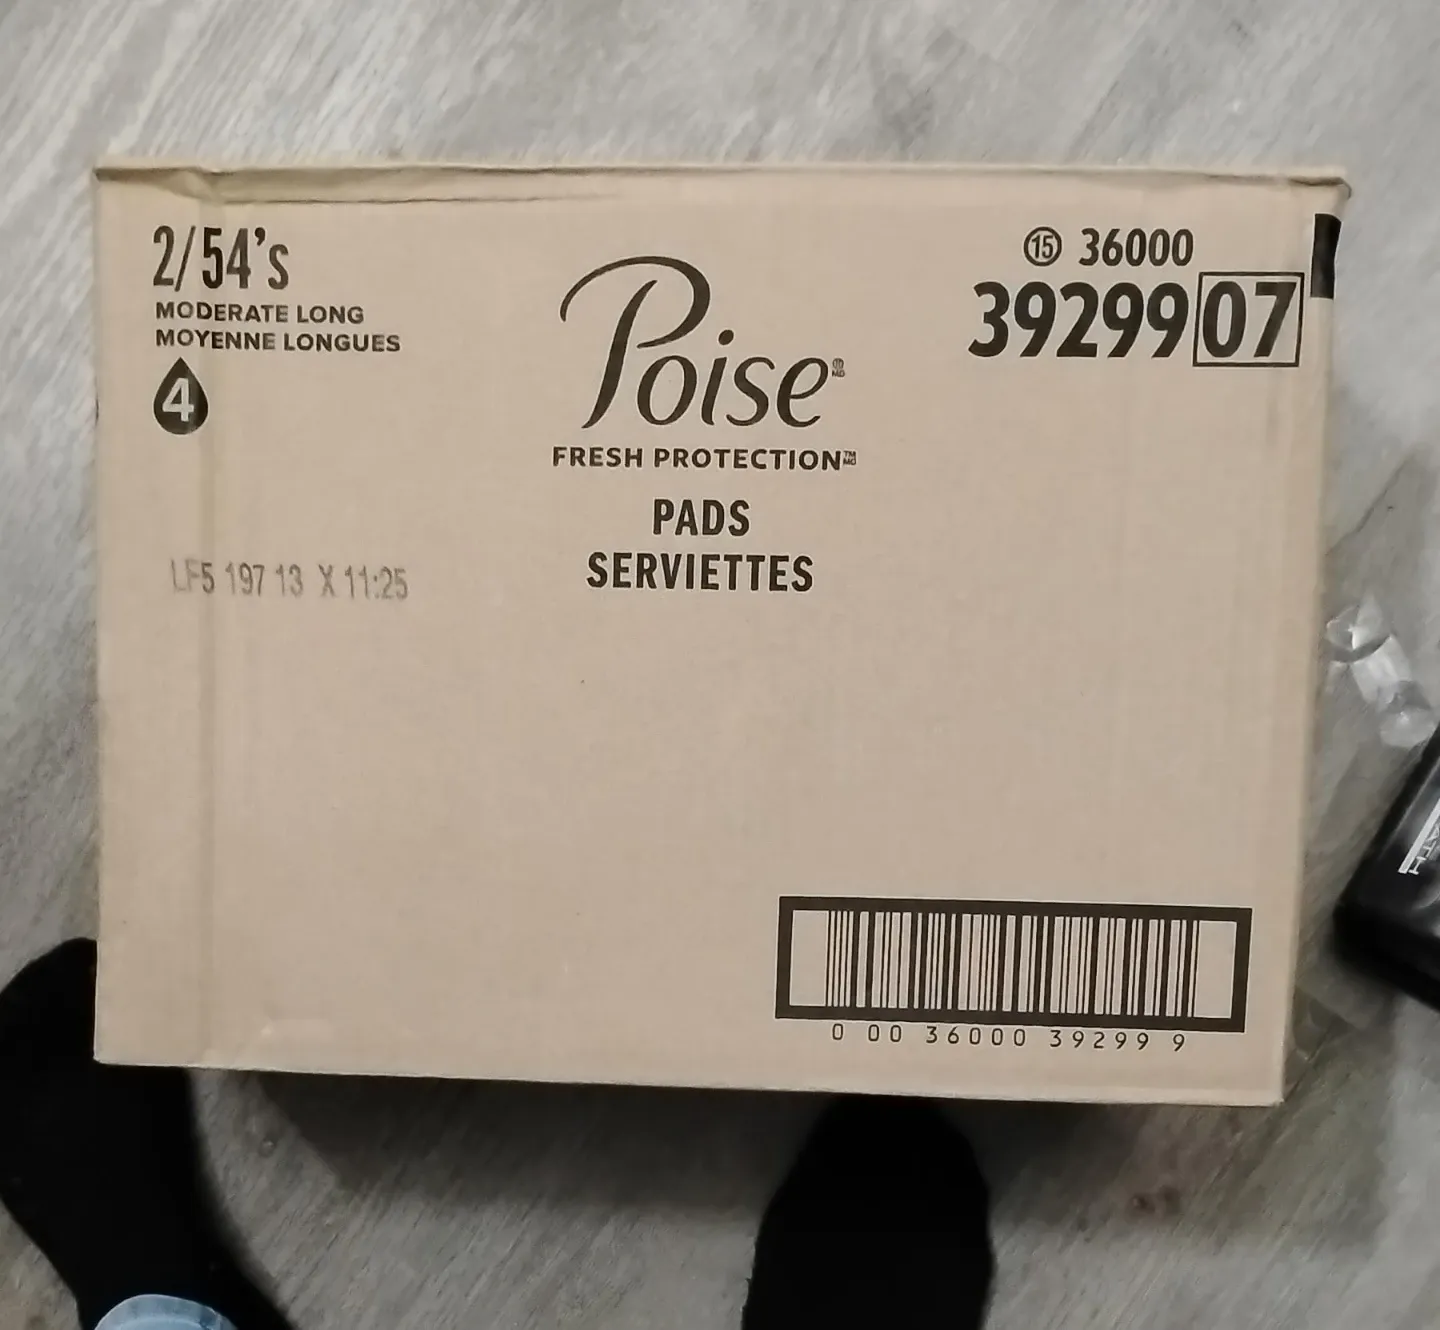 2/54's
MODERATE LONG
MOYENNE LONGUES
4
Poise
FRESH PROTECTION™
PADS
SERVIETTES
15 36000
3929907
LF5 197 13 X 11:25
0 00 36000 39299 9